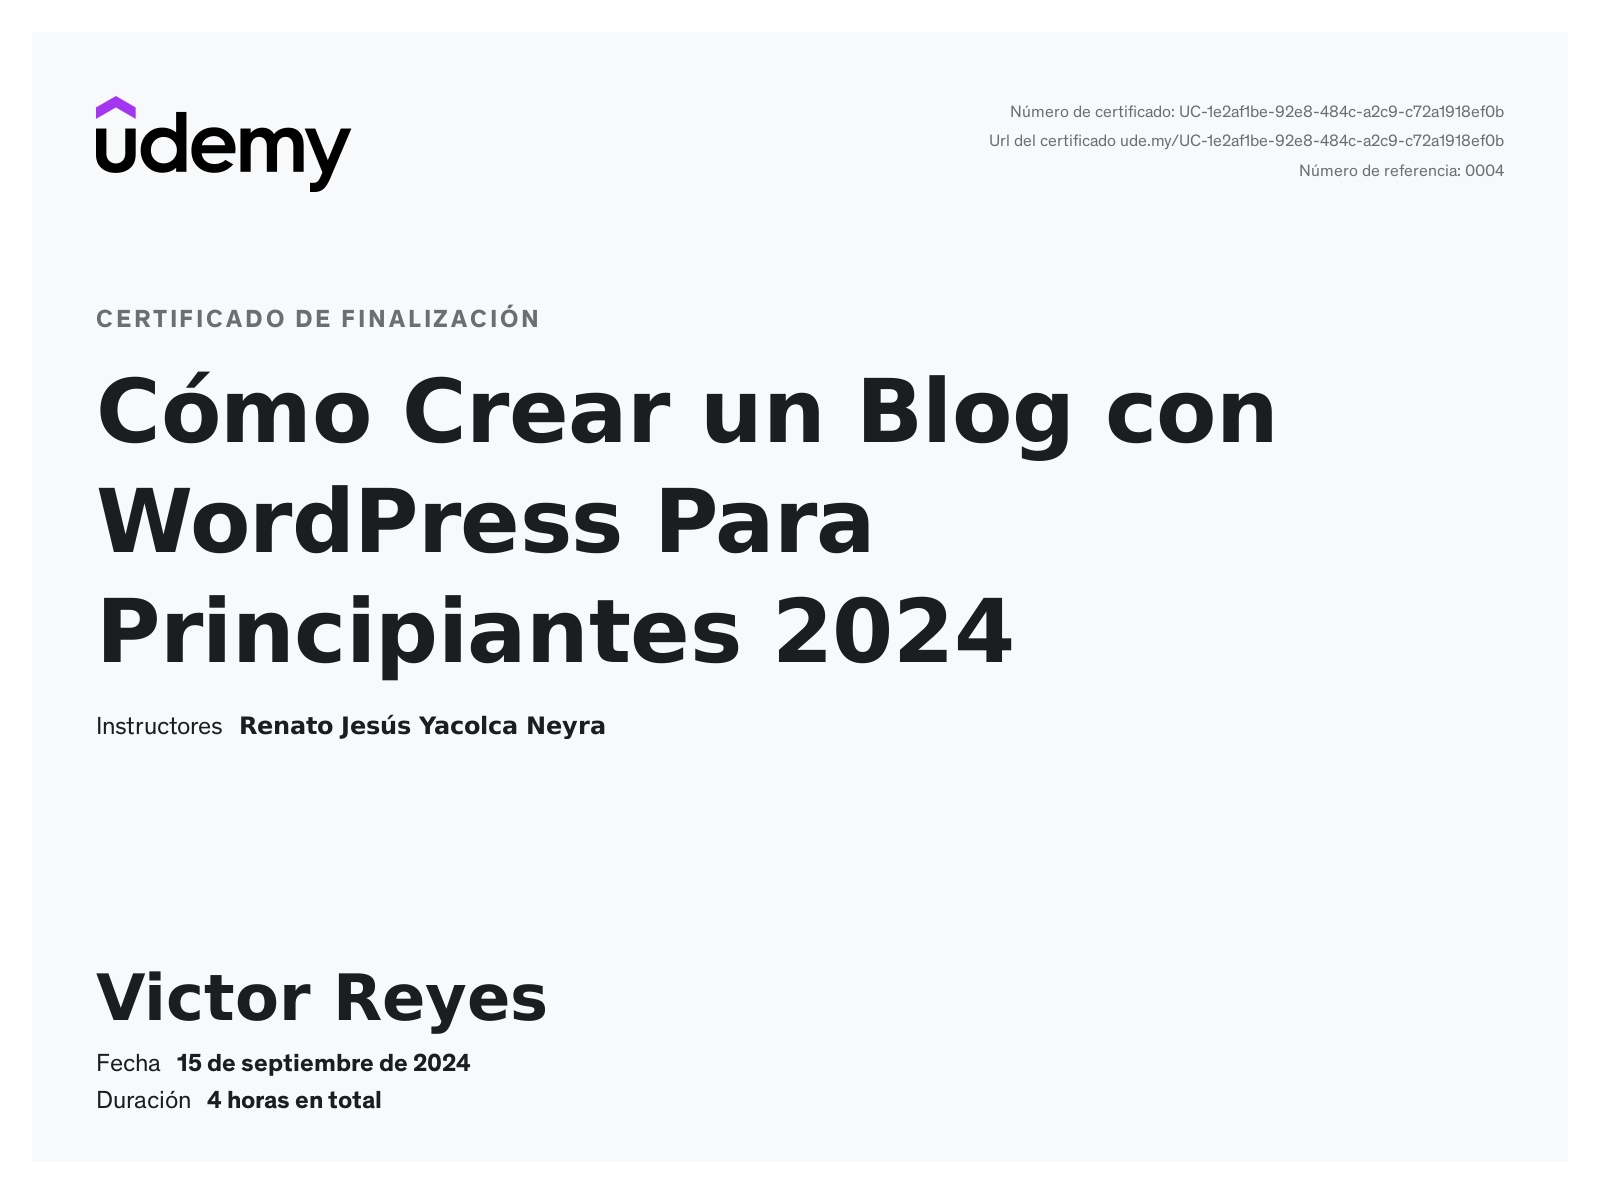 udemy
Número de certificado: UC-1e2af1be-92e8-484c-a2c9-c72a1918ef0b
Url del certificado ude.my/UC-1e2af1be-92e8-484c-a2c9-c72a1918ef0b
Número de referencia: 0004
CERTIFICADO DE FINALIZACIÓN
Cómo Crear un Blog con
WordPress Para
Principiantes 2024
Instructores Renato Jesús Yacolca Neyra
Victor Reyes
Fecha 15 de septiembre de 2024
Duración 4 horas en total